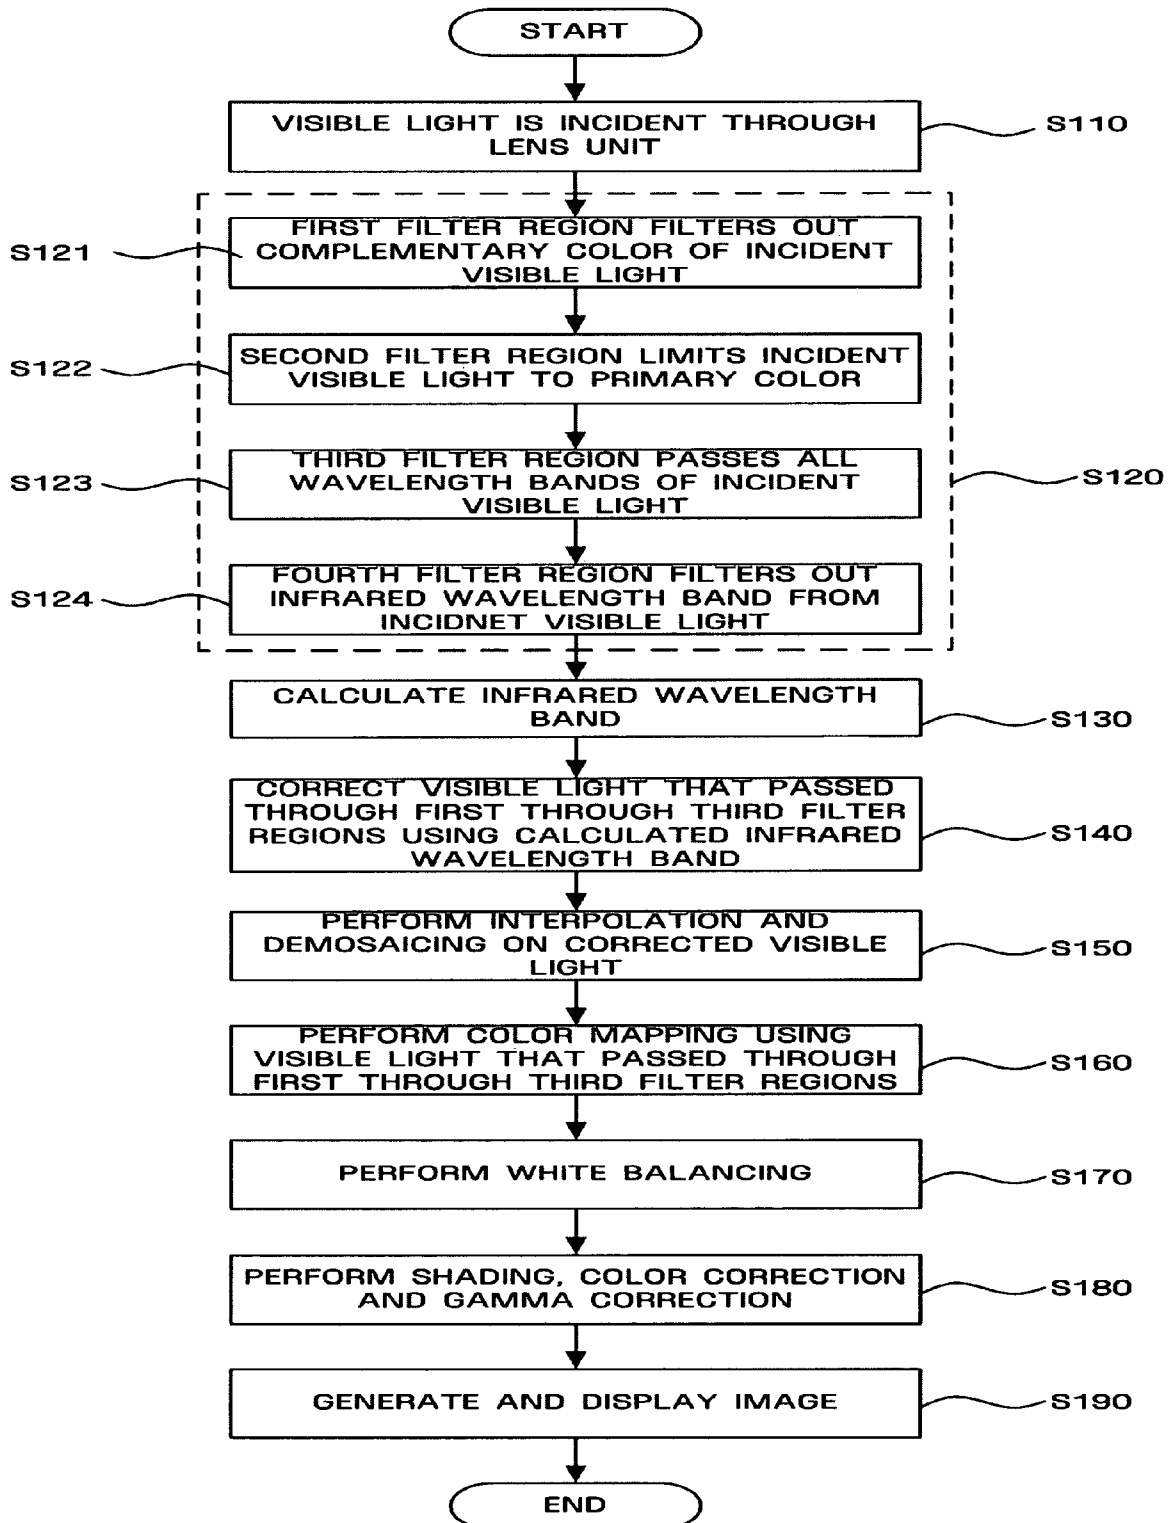 START
VISIBLE LIGHT IS INCIDENT THROUGH
LENS UNIT
S110
FIRST FILTER REGION FILTERS OUT
COMPLEMENTARY COLOR OF INCIDENT
VISIBLE LIGHT
S121
SECOND FILTER REGION LIMITS INCIDENT
VISIBLE LIGHT TO PRIMARY COLOR
S122
THIRD FILTER REGION PASSES ALL
WAVELENGTH BANDS OF INCIDENT
VISIBLE LIGHT
S123
S120
FOURTH FILTER REGION FILTERS OUT
INFRARED WAVELENGTH BAND FROM
INCIDNET VISIBLE LIGHT
S124
CALCULATE INFRARED WAVELENGTH
BAND
S130
CORRECT VISIBLE LIGHT THAT PASSED
THROUGH FIRST THROUGH THIRD FILTER
REGIONS USING CALCULATED INFRARED
WAVELENGTH BAND
S140
PERFORM INTERPOLATION AND
DEMOSAICING ON CORRECTED VISIBLE
LIGHT
S150
PERFORM COLOR MAPPING USING
VISIBLE LIGHT THAT PASSED THROUGH
FIRST THROUGH THIRD FILTER REGIONS
S160
PERFORM WHITE BALANCING
S170
PERFORM SHADING, COLOR CORRECTION
AND GAMMA CORRECTION
S180
GENERATE AND DISPLAY IMAGE
S190
END